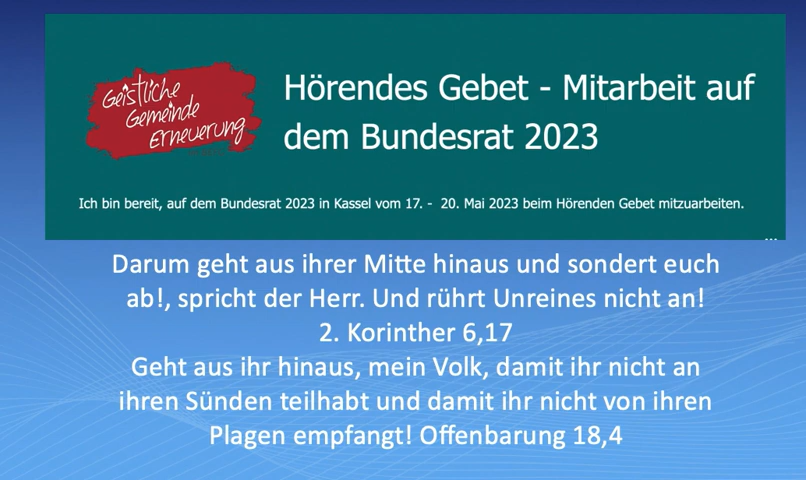 Geistliche
Gemeinde
Erneuerung
Hörendes Gebet - Mitarbeit auf
dem Bundesrat 2023
Ich bin bereit, auf dem Bundesrat 2023 in Kassel vom 17. - 20. Mai 2023 beim Hörenden Gebet mitzuarbeiten.
...
Darum geht aus ihrer Mitte hinaus und sondert euch
ab!, spricht der Herr. Und rührt Unreines nicht an!
2. Korinther 6,17
Geht aus ihr hinaus, mein Volk, damit ihr nicht an
ihren Sünden teilhabt und damit ihr nicht von ihren
Plagen empfangt! Offenbarung 18,4